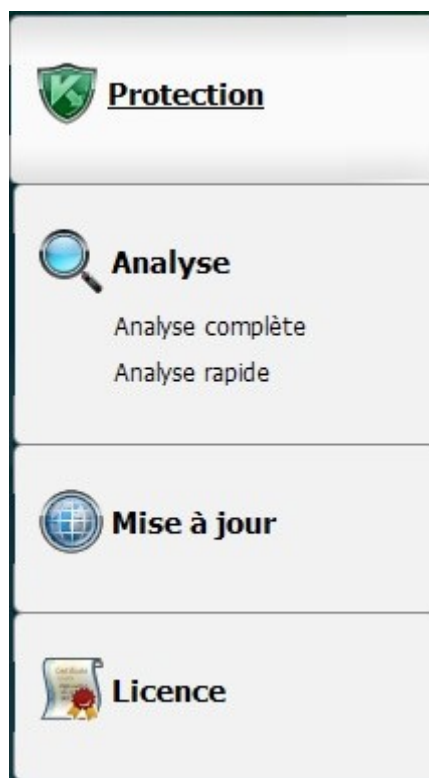 Protection
Analyse
Analyse complète
Analyse rapide
Mise à jour
Licence